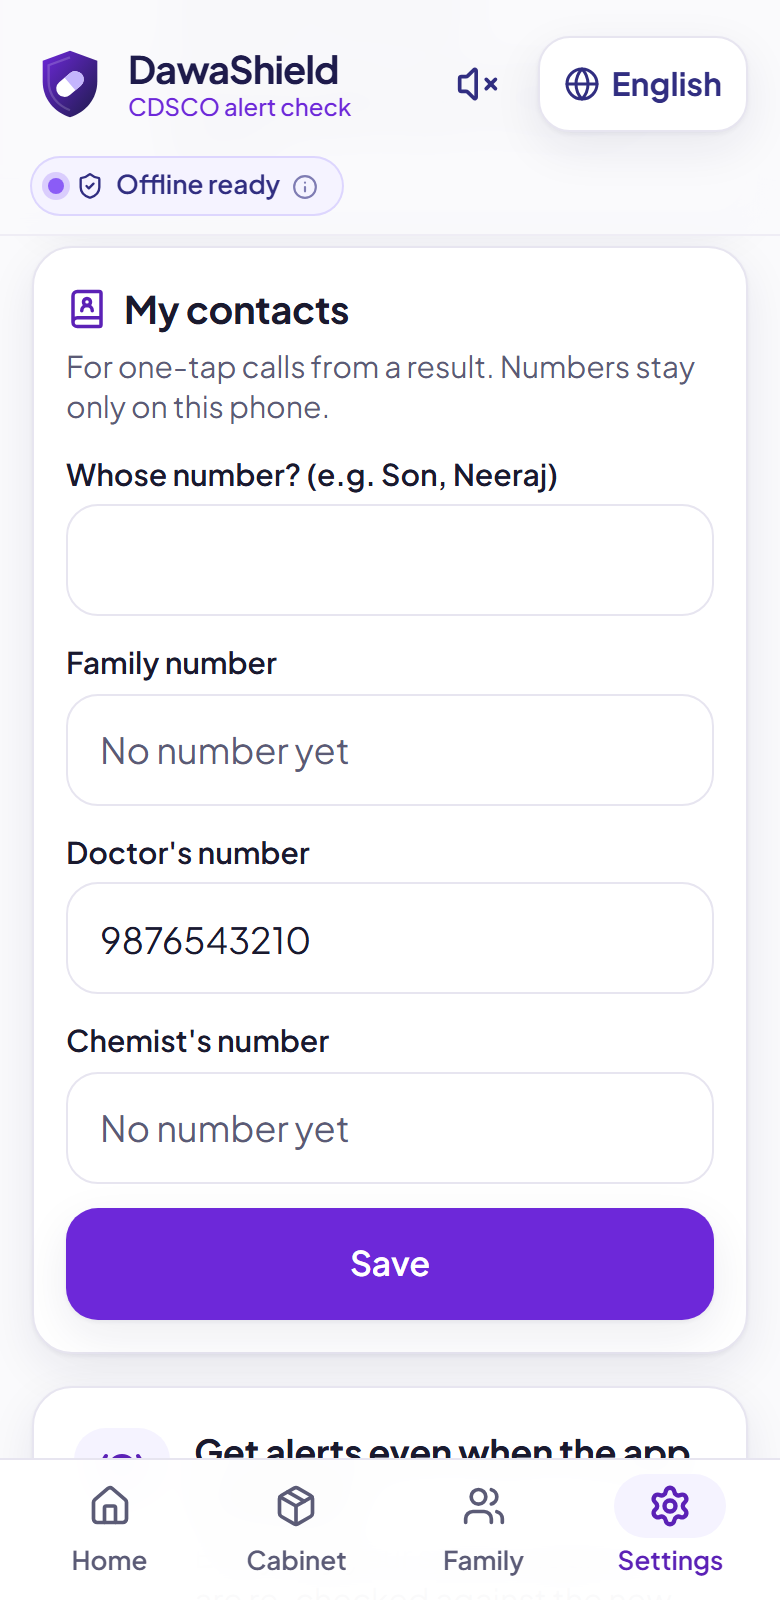 DawaShield
CDSCO alert check
English
Offline ready
My contacts
For one-tap calls from a result. Numbers stay
only on this phone.
Whose number? (e.g. Son, Neeraj)
Family number
No number yet
Doctor's number
9876543210
Chemist's number
No number yet
Save
Get alerts even when the app
Home
Cabinet
Family
Settings